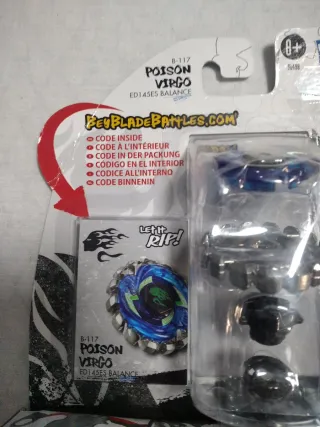 B-117
POISON
VIRGO
ED145ES BALANCE
8+
BEYBLADEBATTLES.COM
CODE INSIDE
CODE À L'INTÉRIEUR
CODE IN DER PACKUNG
CÓDIGO EN EL INTERIOR
CODICE ALL'INTERNO
CODE BINNENIN
LET IT
RIP!
B-117
POISON
VIRGO
ED145ES BALANCE